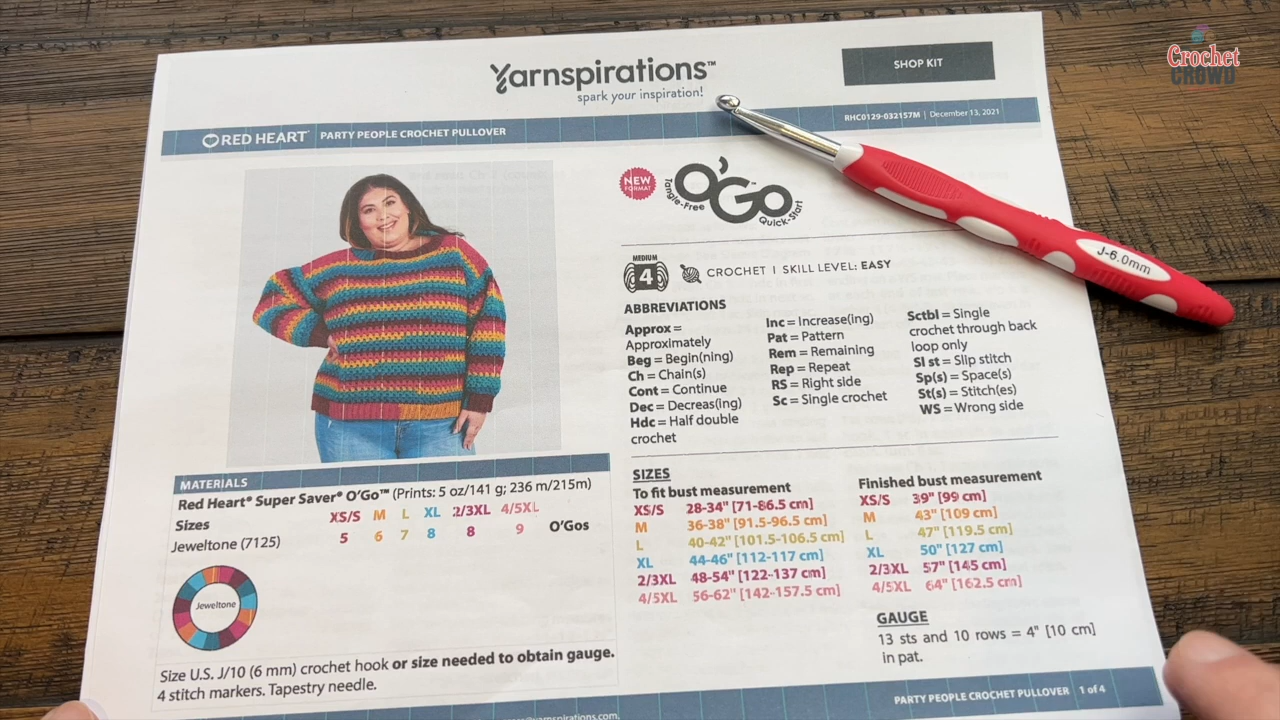 Crochet
CROWD
Yarnspirations™
spark your inspiration!
SHOP KIT
RED HEART® PARTY PEOPLE CROCHET PULLOVER
RHC0129-032157M | December 13, 2021
NEW
FORMAT
O'Go™
Tangle-Free
Quick-Start
J-6.0mm
MEDIUM
4
CROCHET | SKILL LEVEL: EASY
ABBREVIATIONS
Approx =
Approximately
Beg = Begin(ning)
Ch = Chain(s)
Cont = Continue
Dec = Decreas(ing)
Hdc = Half double
crochet
Inc = Increase(ing)
Pat = Pattern
Rem = Remaining
Rep = Repeat
RS = Right side
Sc = Single crochet
Sctbl = Single
crochet through back
loop only
Sl st = Slip stitch
Sp(s) = Space(s)
St(s) = Stitch(es)
WS = Wrong side
MATERIALS
Red Heart® Super Saver® O'Go™ (Prints: 5 oz/141 g; 236 m/215m)
Sizes XS/S M L XL 2/3XL 4/5XL
Jeweltone (7125) 5 6 7 8 8 9 O'Gos
Jeweltone
Size U.S. J/10 (6 mm) crochet hook or size needed to obtain gauge.
4 stitch markers. Tapestry needle.
SIZES
To fit bust measurement
XS/S 28-34" [71-86.5 cm]
M 36-38" [91.5-96.5 cm]
L 40-42" [101.5-106.5 cm]
XL 44-46" [112-117 cm]
2/3XL 48-54" [122-137 cm]
4/5XL 56-62" [142-157.5 cm]
Finished bust measurement
XS/S 39" [99 cm]
M 43" [109 cm]
L 47" [119.5 cm]
XL 50" [127 cm]
2/3XL 57" [145 cm]
4/5XL 64" [162.5 cm]
GAUGE
13 sts and 10 rows = 4" [10 cm]
in pat.
@yarnspirations.com.
PARTY PEOPLE CROCHET PULLOVER | 1 of 4